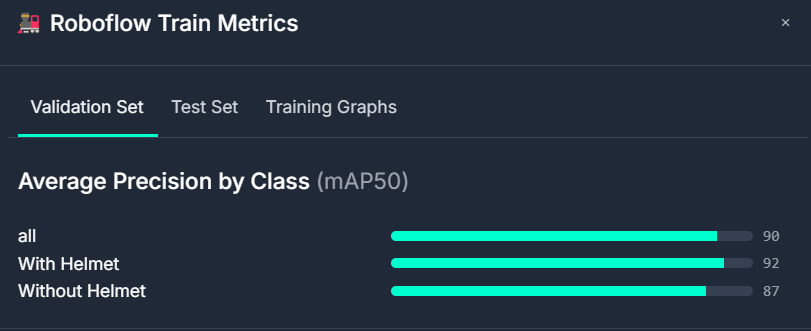 Roboflow Train Metrics ×
Validation Set Test Set Training Graphs
Average Precision by Class (mAP50)
all 90
With Helmet 92
Without Helmet 87